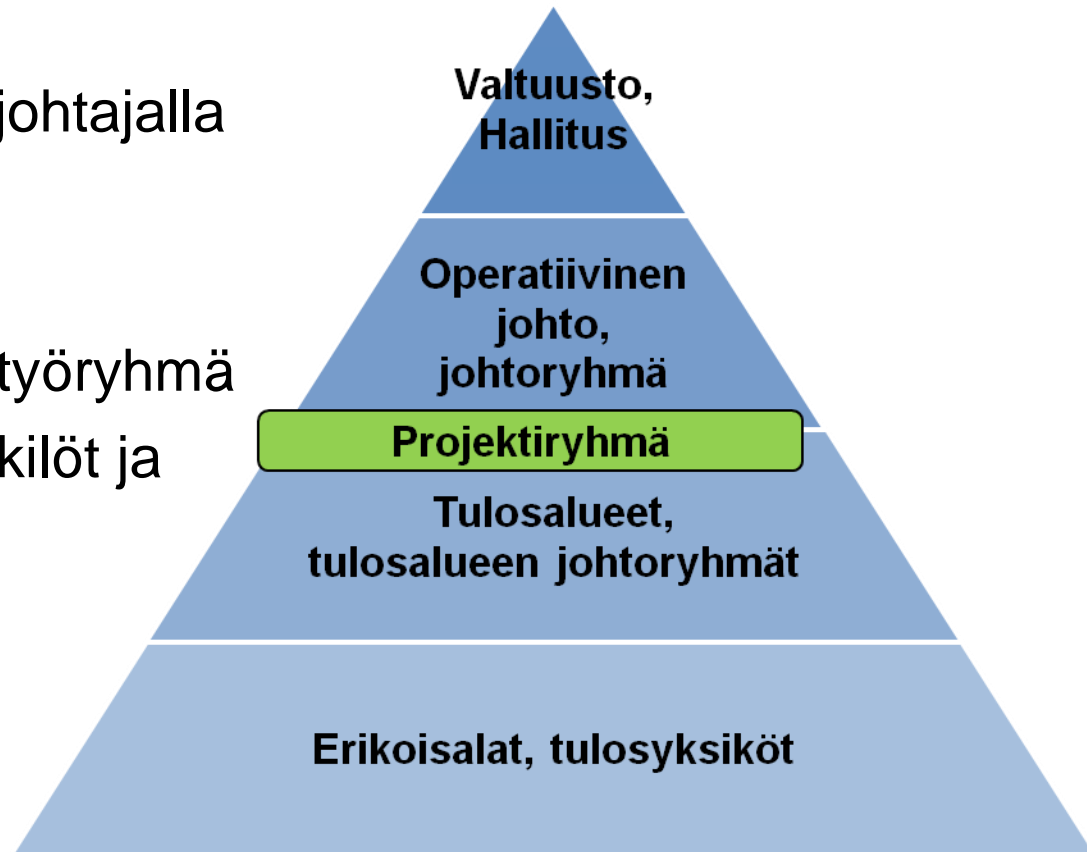 johtajalla
työryhmä
kilöt ja
Valtuusto,
Hallitus
Operatiivinen
johto,
johtoryhmä
Projektiryhmä
Tulosalueet,
tulosalueen johtoryhmät
Erikoisalat, tulosyksiköt